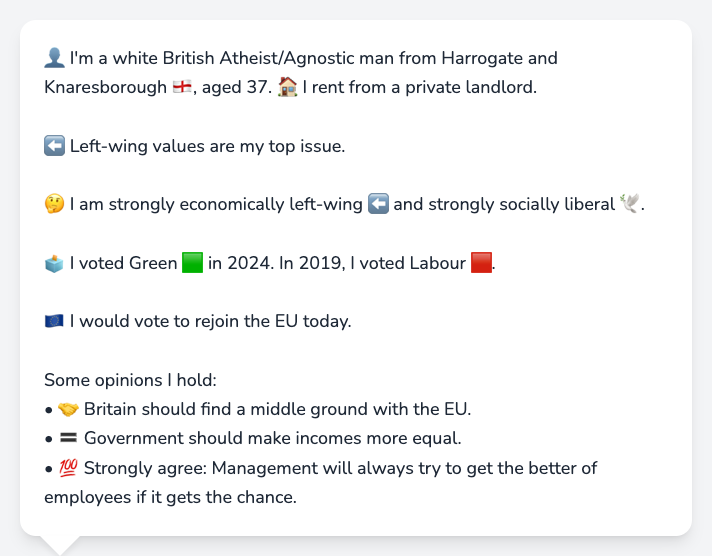 👤 I'm a white British Atheist/Agnostic man from Harrogate and
Knaresborough 🏴󠁧󠁢󠁥󠁮󠁧󠁿, aged 37. 🏠 I rent from a private landlord.
⬅️ Left-wing values are my top issue.
🤔 I am strongly economically left-wing ⬅️ and strongly socially liberal 🕊️.
🗳️ I voted Green 🟩 in 2024. In 2019, I voted Labour 🟥.
🇪🇺 I would vote to rejoin the EU today.
Some opinions I hold:
• 🤝 Britain should find a middle ground with the EU.
• 🟰 Government should make incomes more equal.
• 💯 Strongly agree: Management will always try to get the better of
employees if it gets the chance.